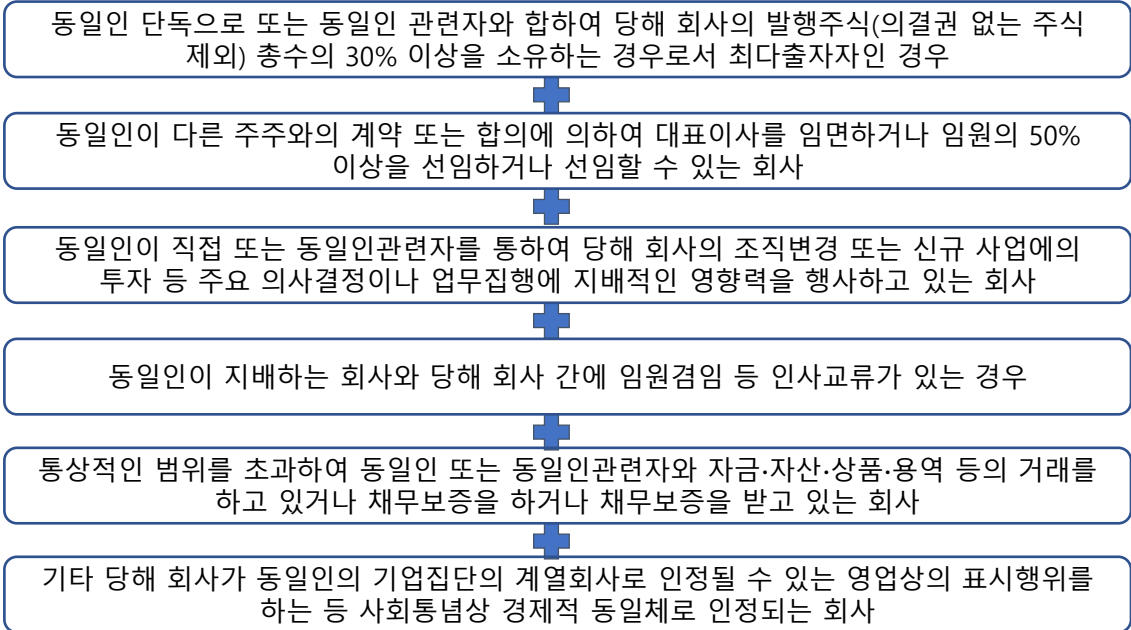 동일인 단독으로 또는 동일인 관련자와 합하여 당해 회사의 발행주식(의결권 없는 주식
제외) 총수의 30% 이상을 소유하는 경우로서 최다출자자인 경우
동일인이 다른 주주와의 계약 또는 합의에 의하여 대표이사를 임면하거나 임원의 50%
이상을 선임하거나 선임할 수 있는 회사
동일인이 직접 또는 동일인관련자를 통하여 당해 회사의 조직변경 또는 신규 사업에의
투자 등 주요 의사결정이나 업무집행에 지배적인 영향력을 행사하고 있는 회사
동일인이 지배하는 회사와 당해 회사 간에 임원겸임 등 인사교류가 있는 경우
통상적인 범위를 초과하여 동일인 또는 동일인관련자와 자금·자산·상품·용역 등의 거래를
하고 있거나 채무보증을 하거나 채무보증을 받고 있는 회사
기타 당해 회사가 동일인의 기업집단의 계열회사로 인정될 수 있는 영업상의 표시행위를
하는 등 사회통념상 경제적 동일체로 인정되는 회사